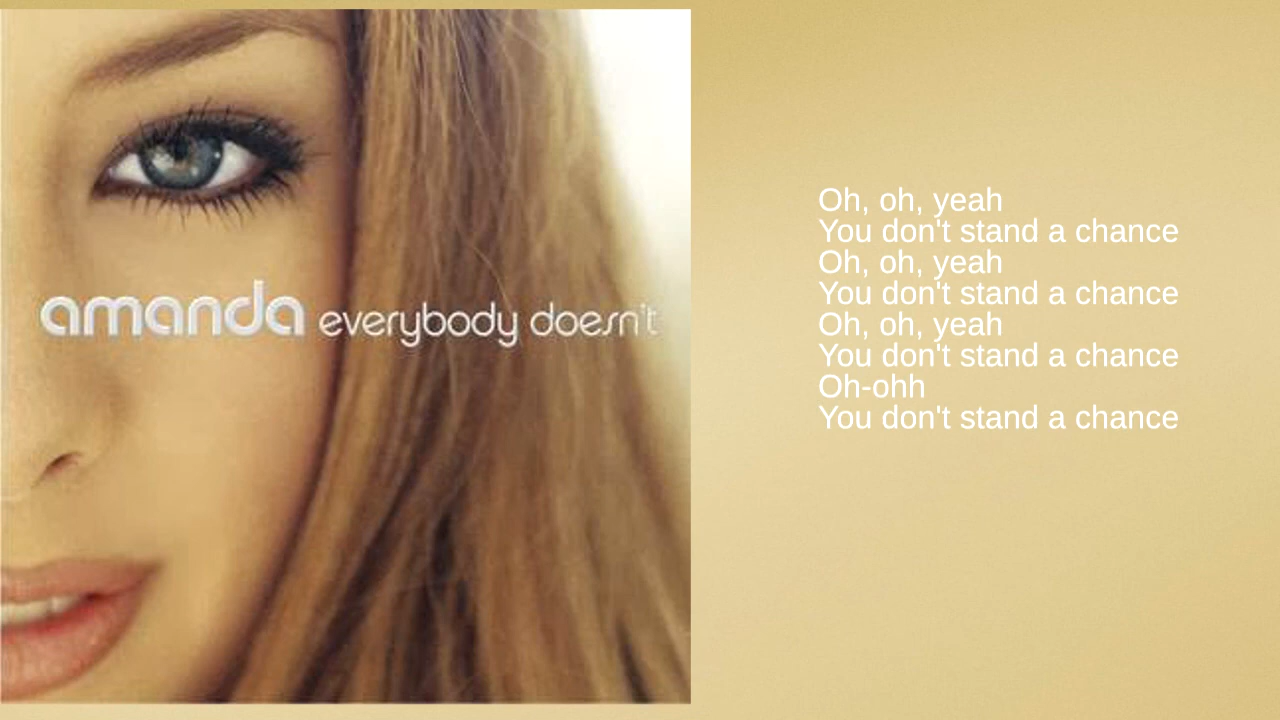 amanda everybody doesn't
Oh, oh, yeah
You don't stand a chance
Oh, oh, yeah
You don't stand a chance
Oh, oh, yeah
You don't stand a chance
Oh-ohh
You don't stand a chance